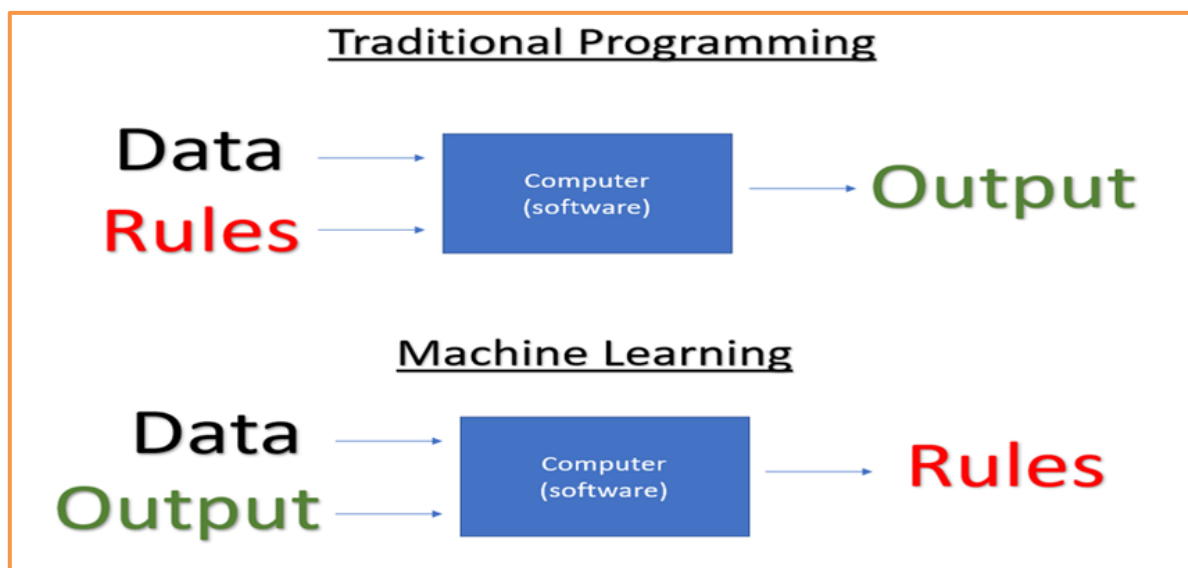 Traditional Programming
Data
Rules
Computer
(software)
Output
Machine Learning
Data
Output
Computer
(software)
Rules